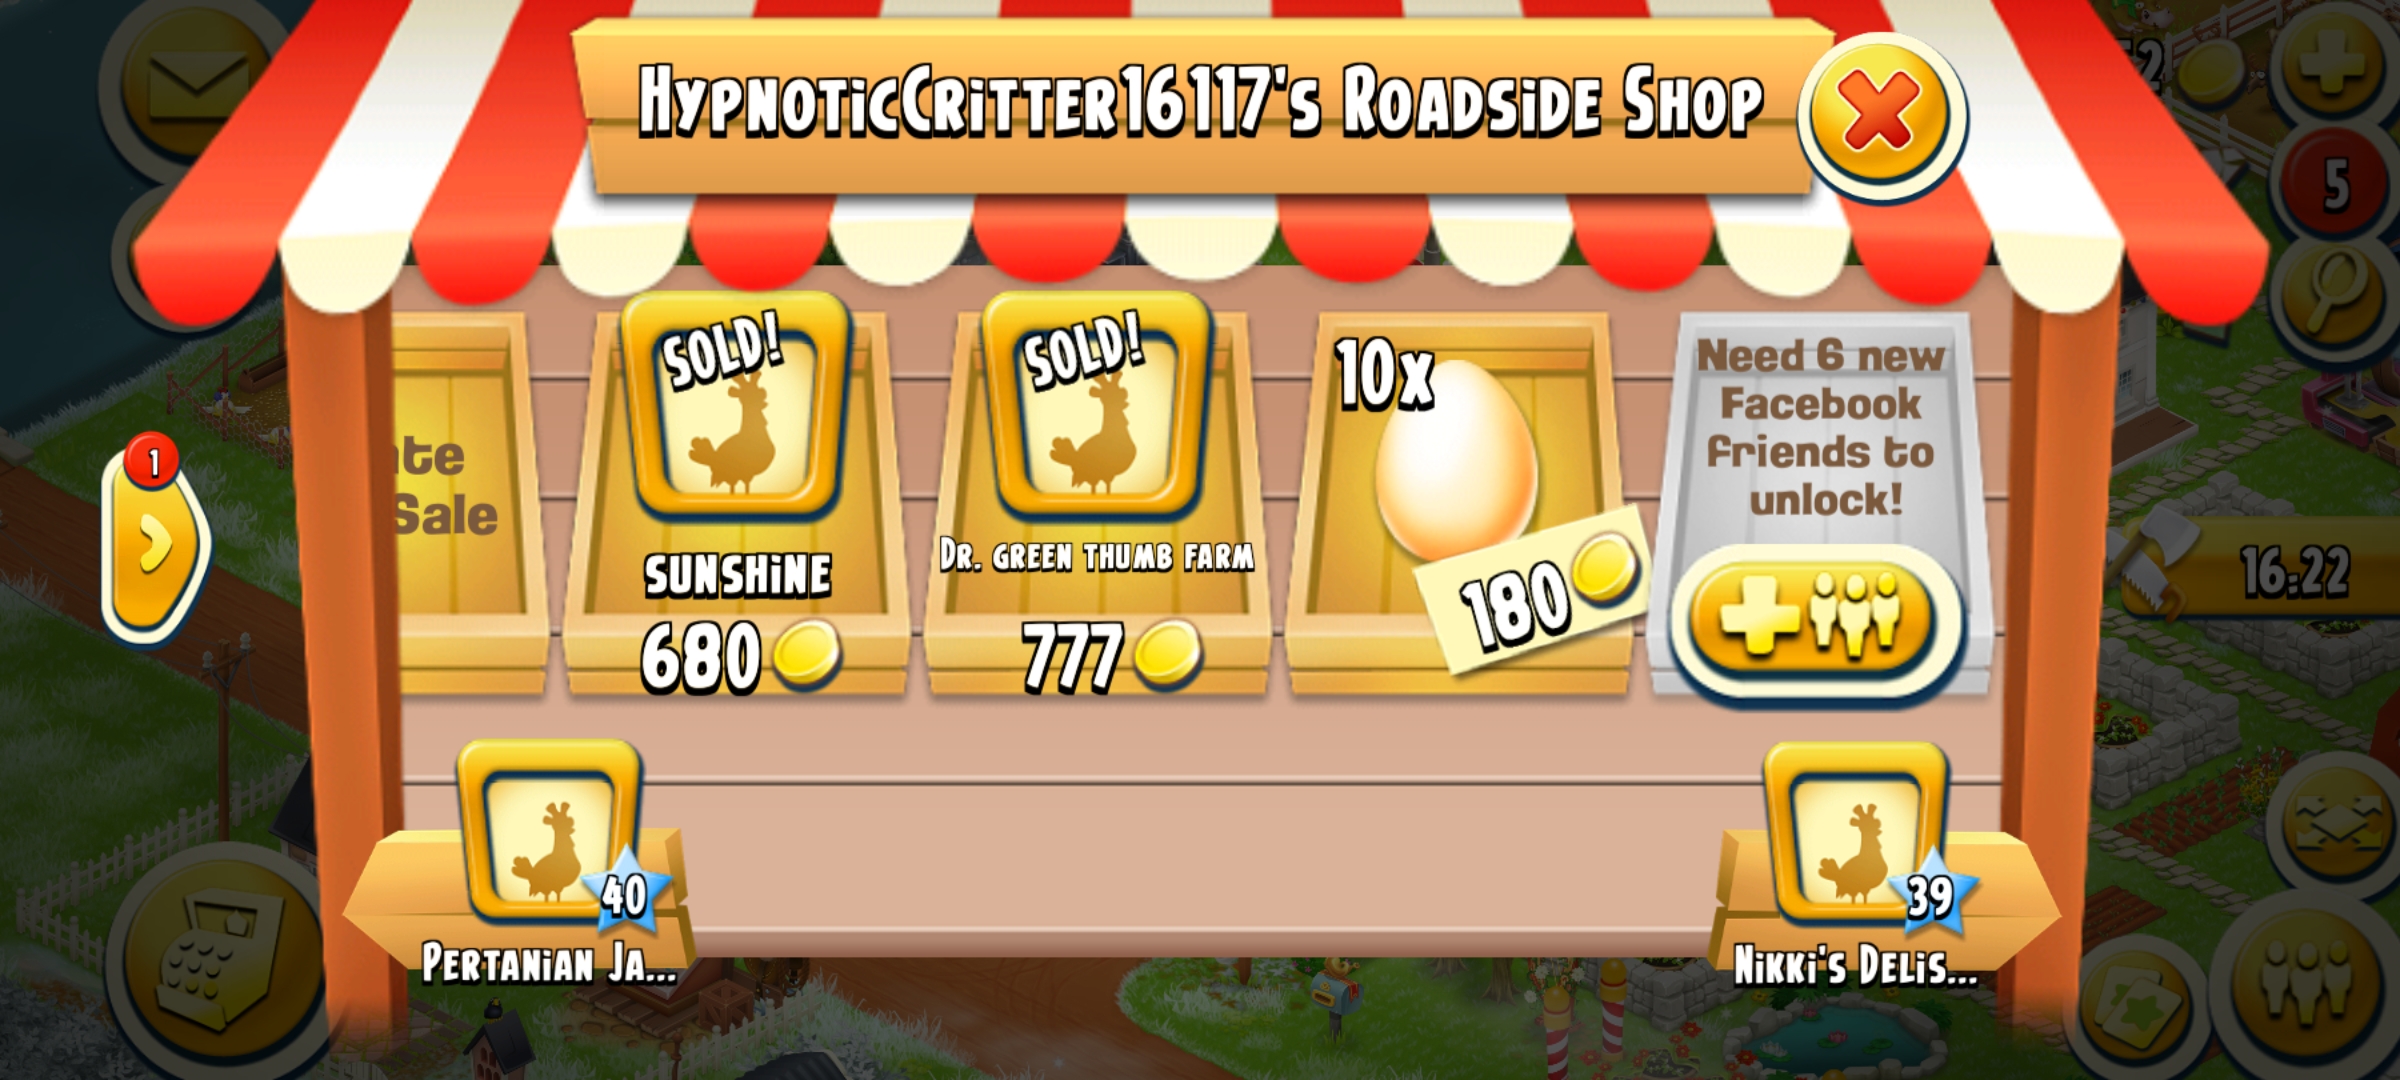 HypnoticCritter16117's Roadside Shop
5
1
ate
Sale
SOLD!
SUNSHINE
680
SOLD!
DR. GREEN THUMB FARM
777
10x
180
Need 6 new
Facebook
friends to
unlock!
16:22
40
PERTANIAN JA...
39
NIKKI'S DELIS...